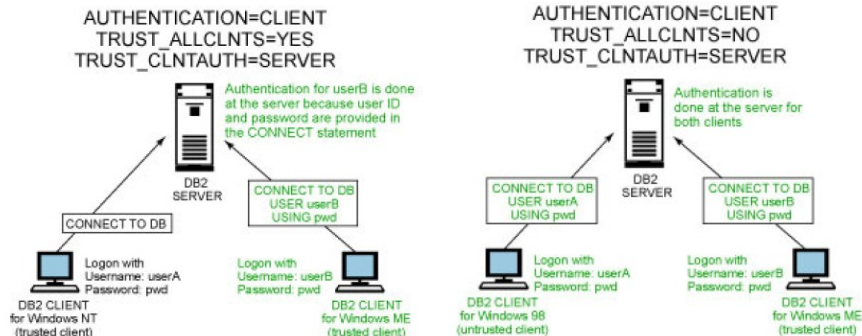 AUTHENTICATION=CLIENT
TRUST_ALLCLNTS=YES
TRUST_CLNTAUTH=SERVER
Authentication for userB is done
at the server because user ID
and password are provided in
the CONNECT statement
DB2
SERVER
CONNECT TO DB
CONNECT TO DB
USER userB
USING pwd
Logon with
Username: userA
Password: pwd
DB2 CLIENT
for Windows NT
(trusted client)
Logon with
Username: userB
Password: pwd
DB2 CLIENT
for Windows ME
(trusted client)
AUTHENTICATION=CLIENT
TRUST_ALLCLNTS=NO
TRUST_CLNTAUTH=SERVER
Authentication is
done at the server for
both clients
DB2
SERVER
CONNECT TO DB
USER userA
USING pwd
CONNECT TO DB
USER userB
USING pwd
Logon with
Username: userA
Password: pwd
DB2 CLIENT
for Windows 98
(untrusted client)
Logon with
Username: userB
Password: pwd
DB2 CLIENT
for Windows ME
(trusted client)